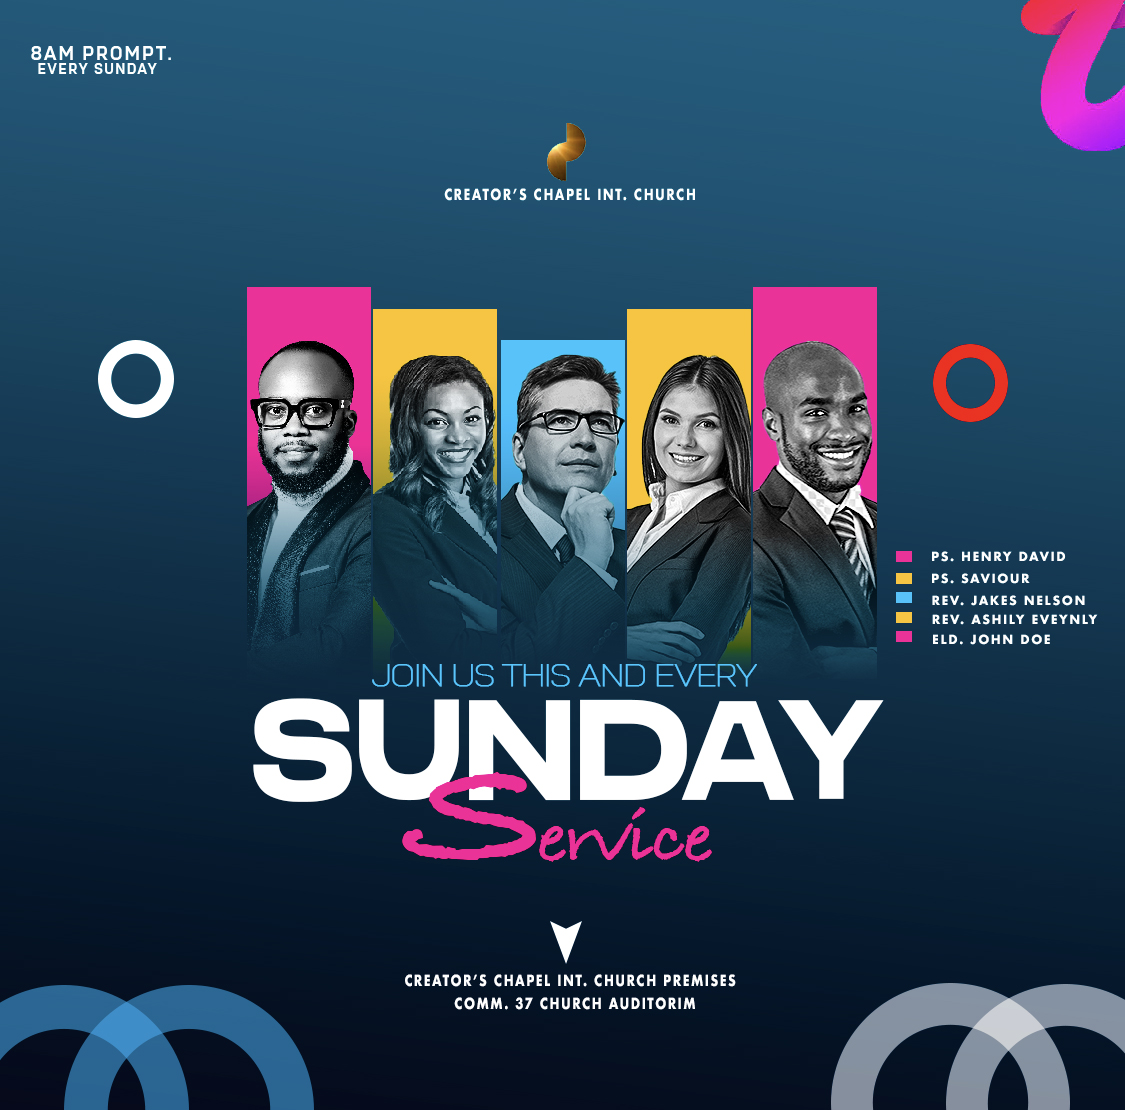 8AM PROMPT.
EVERY SUNDAY
CREATOR'S CHAPEL INT. CHURCH
PS. HENRY DAVID
PS. SAVIOUR
REV. JAKES NELSON
REV. ASHILY EVEYNLY
ELD. JOHN DOE
JOIN US THIS AND EVERY
SUNDAY
Service
CREATOR'S CHAPEL INT. CHURCH PREMISES
COMM. 37 CHURCH AUDITORIM